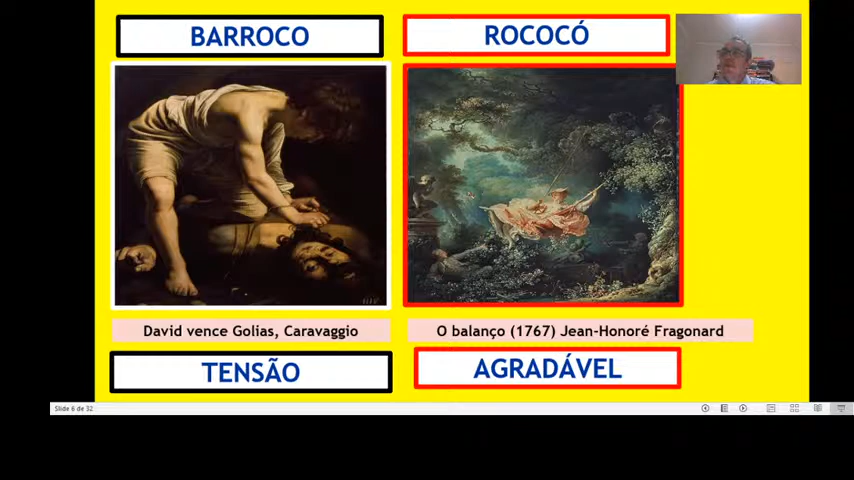 BARROCO
ROCOCÓ
David vence Golias, Caravaggio
O balanço (1767) Jean-Honoré Fragonard
TENSÃO
AGRADÁVEL
Slide 6 de 32